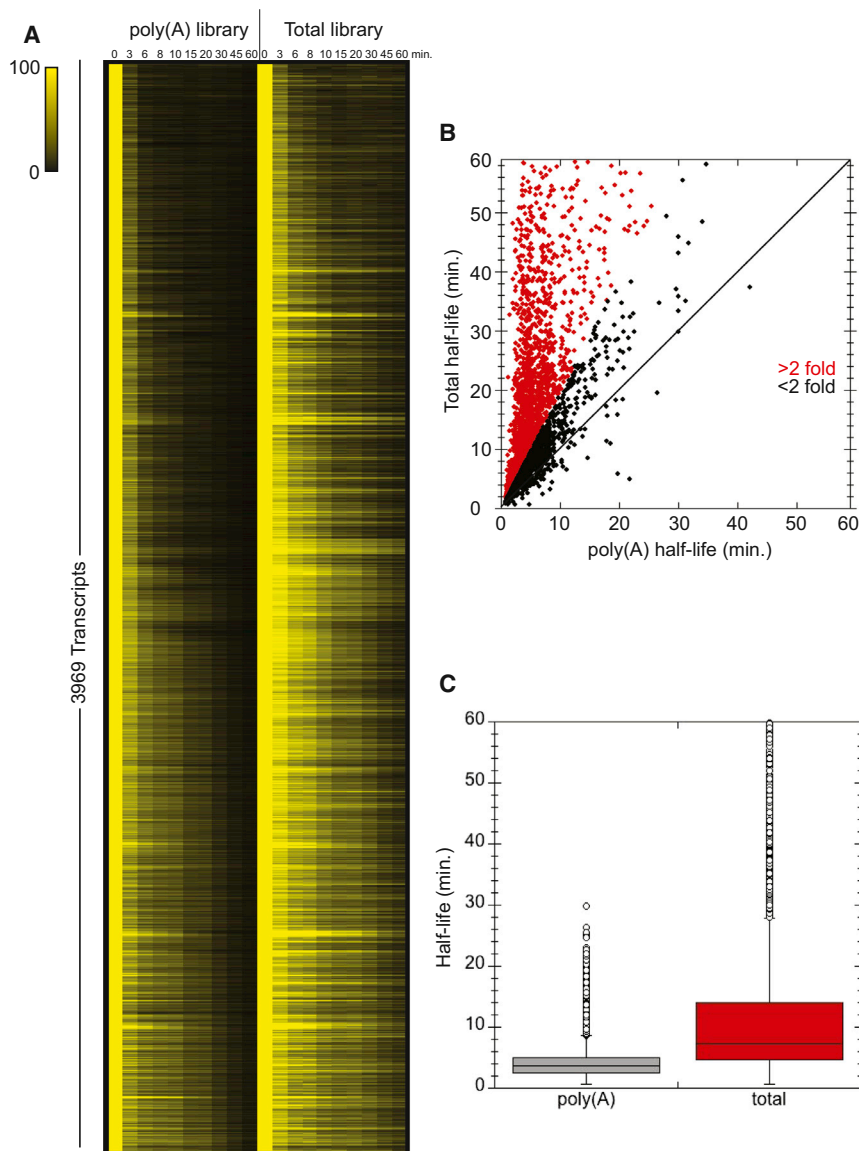 A
poly(A) library Total library
0 3 6 8 10 15 20 30 45 60 0 3 6 8 10 15 20 30 45 60 min.
100
0
3969 Transcripts
B
60
50
40
30
20
10
0
Total half-life (min.)
>2 fold
<2 fold
0 10 20 30 40 50 60
poly(A) half-life (min.)
C
60
50
40
30
20
10
0
Half-life (min.)
poly(A) total